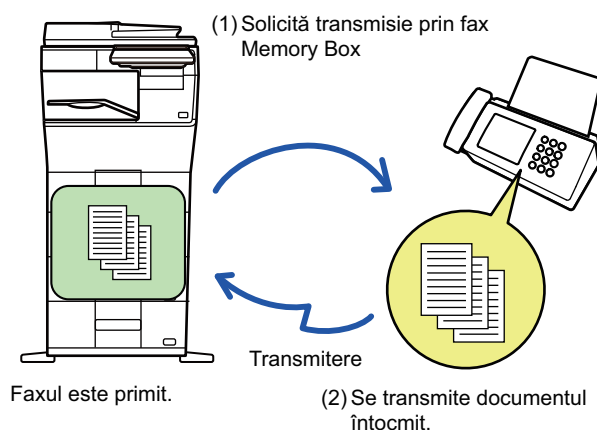 (1) Solicită transmisie prin fax
Memory Box
Transmitere
Faxul este primit.
(2) Se transmite documentul
întocmit.